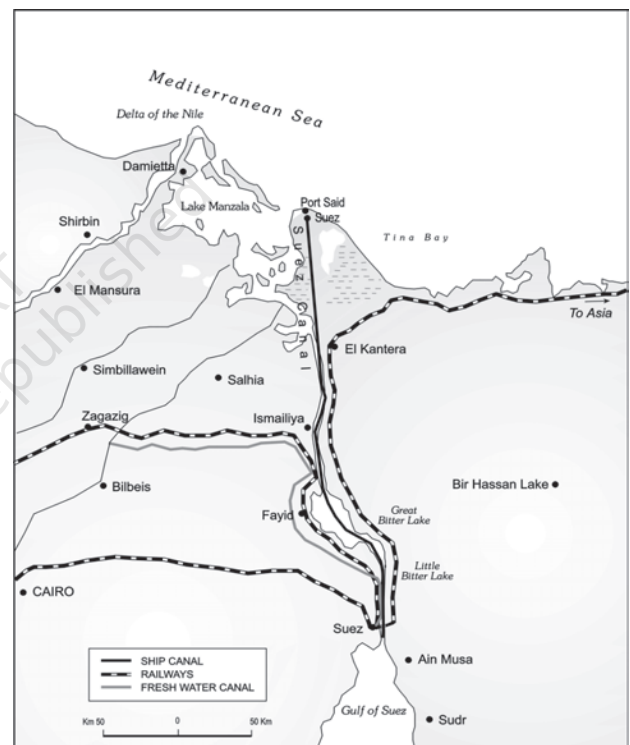 Mediterranean Sea
Delta of the Nile
Damietta
Lake Manzala
Port Said
Suez
Shirbin
Tina Bay
Suez Canal
El Mansura
To Asia
El Kantera
Simbillawein
Salhia
Zagazig
Ismailiya
Bilbeis
Bir Hassan Lake
Fayid
Great
Bitter Lake
Little
Bitter Lake
CAIRO
Suez
SHIP CANAL
RAILWAYS
FRESH WATER CANAL
Ain Musa
Km 50 0 50 Km
Gulf of Suez
Sudr
republished